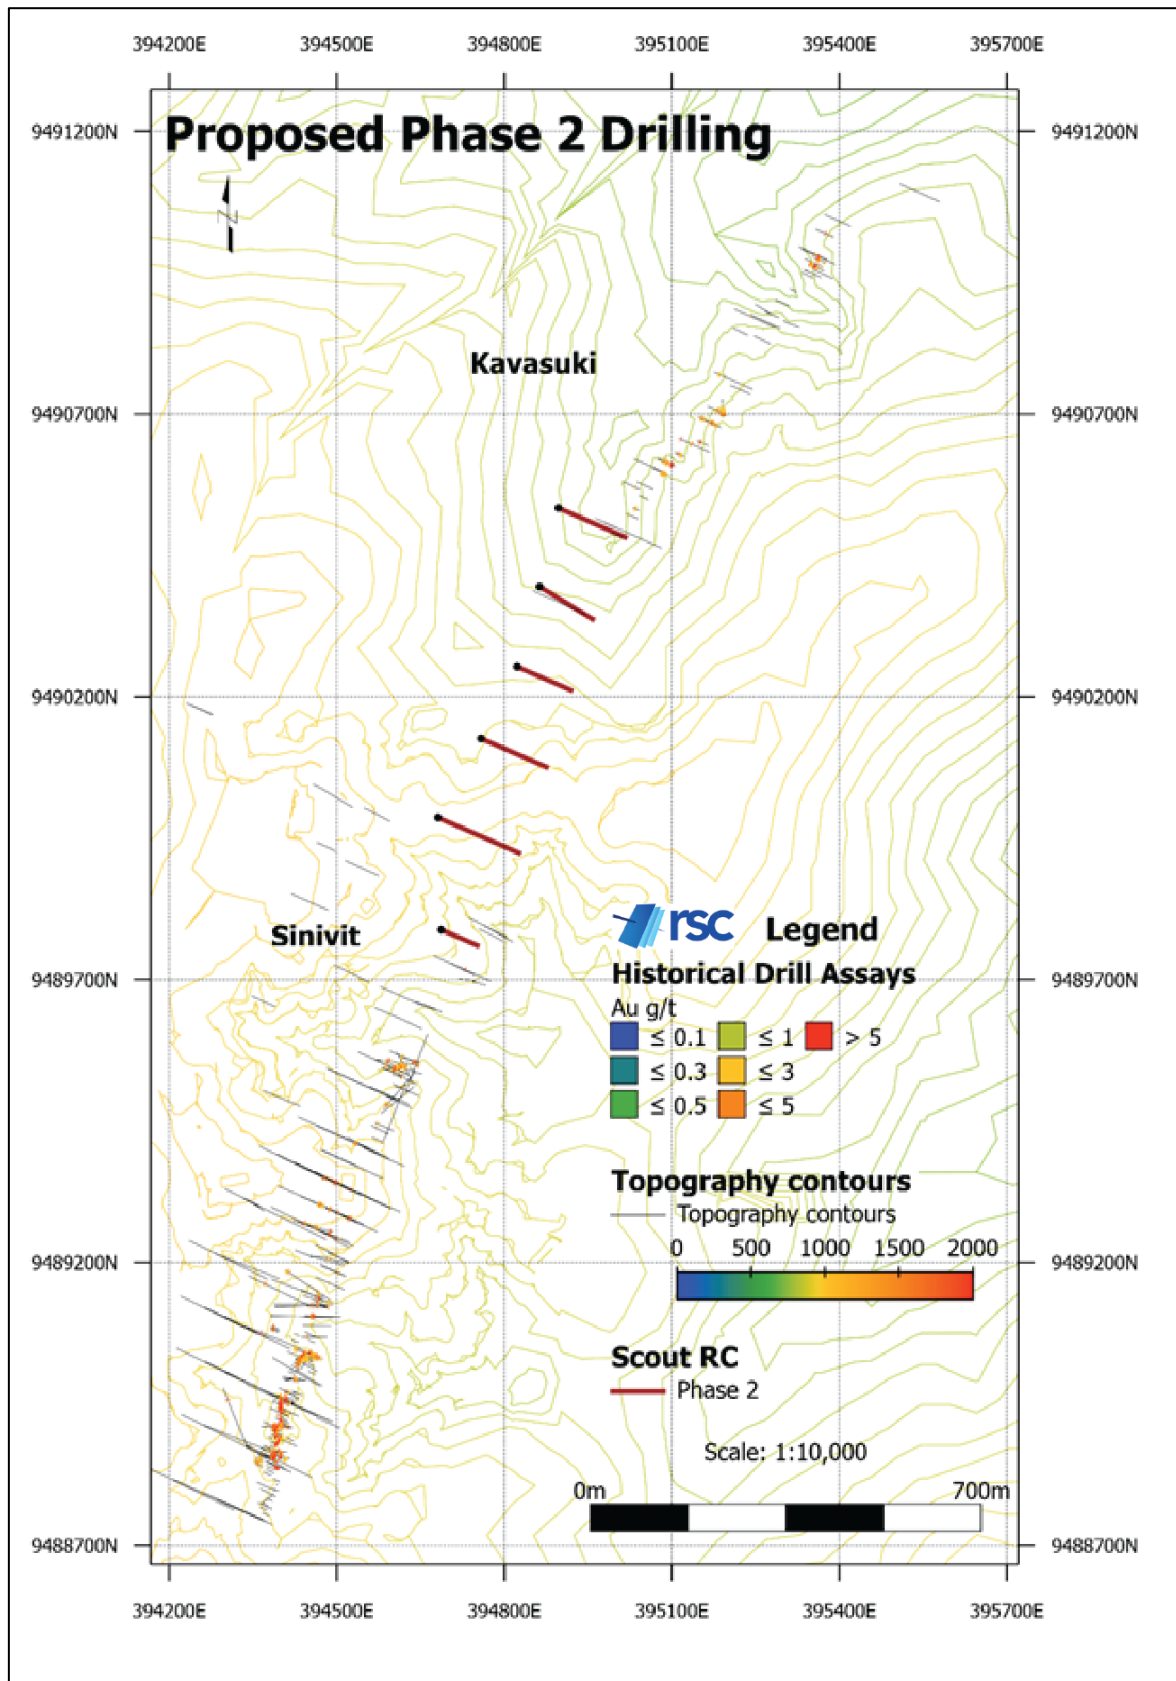 394200E 394500E 394800E 395100E 395400E 395700E
9491200N 9491200N
Proposed Phase 2 Drilling
N
Kavasuki
9490700N 9490700N
9490200N 9490200N
rsc Legend
Sinivit
9489700N 9489700N
Historical Drill Assays
Au g/t
≤ 0.1 ≤ 1 > 5
≤ 0.3 ≤ 3
≤ 0.5 ≤ 5
Topography contours
Topography contours
0 500 1000 1500 2000
9489200N 9489200N
Scout RC
Phase 2
Scale: 1:10,000
0m 700m
9488700N 9488700N
394200E 394500E 394800E 395100E 395400E 395700E